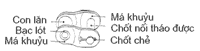 Con lăn
Bạc lót
Má khuỷu
Má khuỷu
Chốt nối tháo được
Chốt chẻ